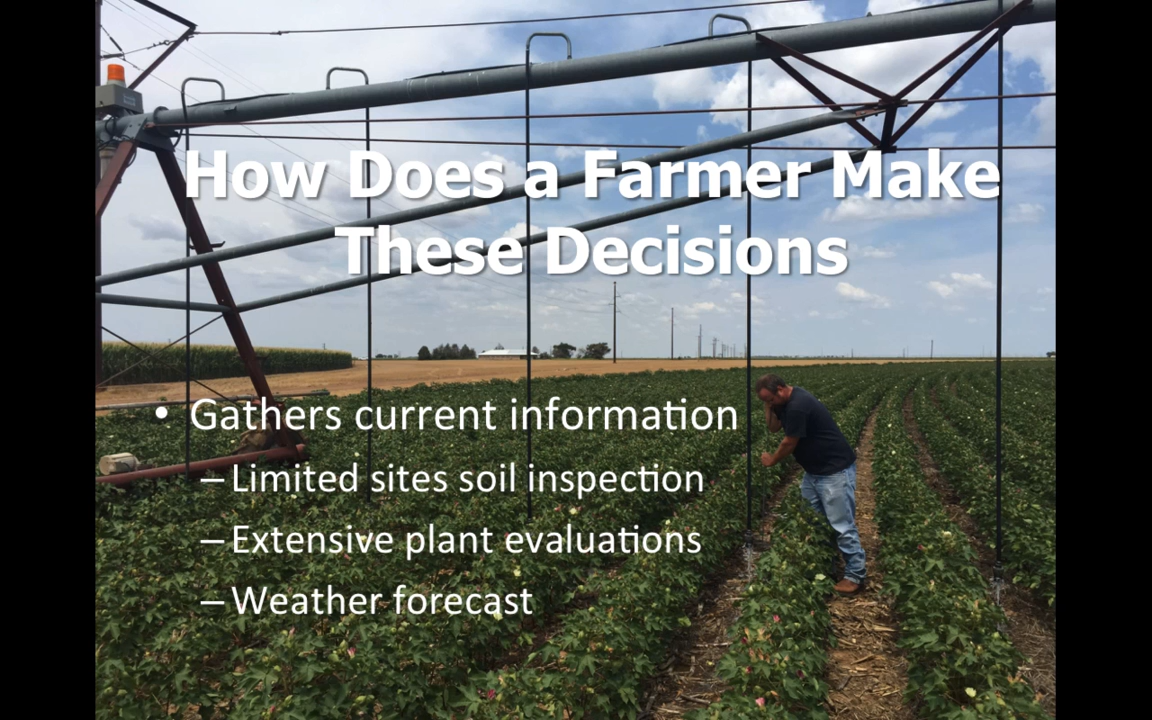 How Does a Farmer Make
These Decisions
• Gathers current information
– Limited sites soil inspection
– Extensive plant evaluations
– Weather forecast